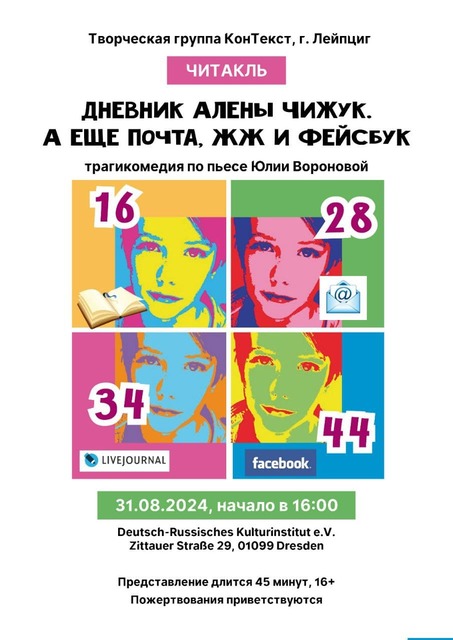 Творческая группа КонТекст, г. Лейпциг
ЧИТАКЛЬ
ДНЕВНИК АЛЕНЫ ЧИЖУК.
А ЕЩЕ ПОЧТА, ЖЖ И ФЕЙСБУК
трагикомедия по пьесе Юлии Вороновой
16
28
@
34
44
LIVEJOURNAL
facebook.
31.08.2024, начало в 16:00
Deutsch-Russisches Kulturinstitut e.V.
Zittauer Straße 29, 01099 Dresden
Представление длится 45 минут, 16+
Пожертвования приветствуются